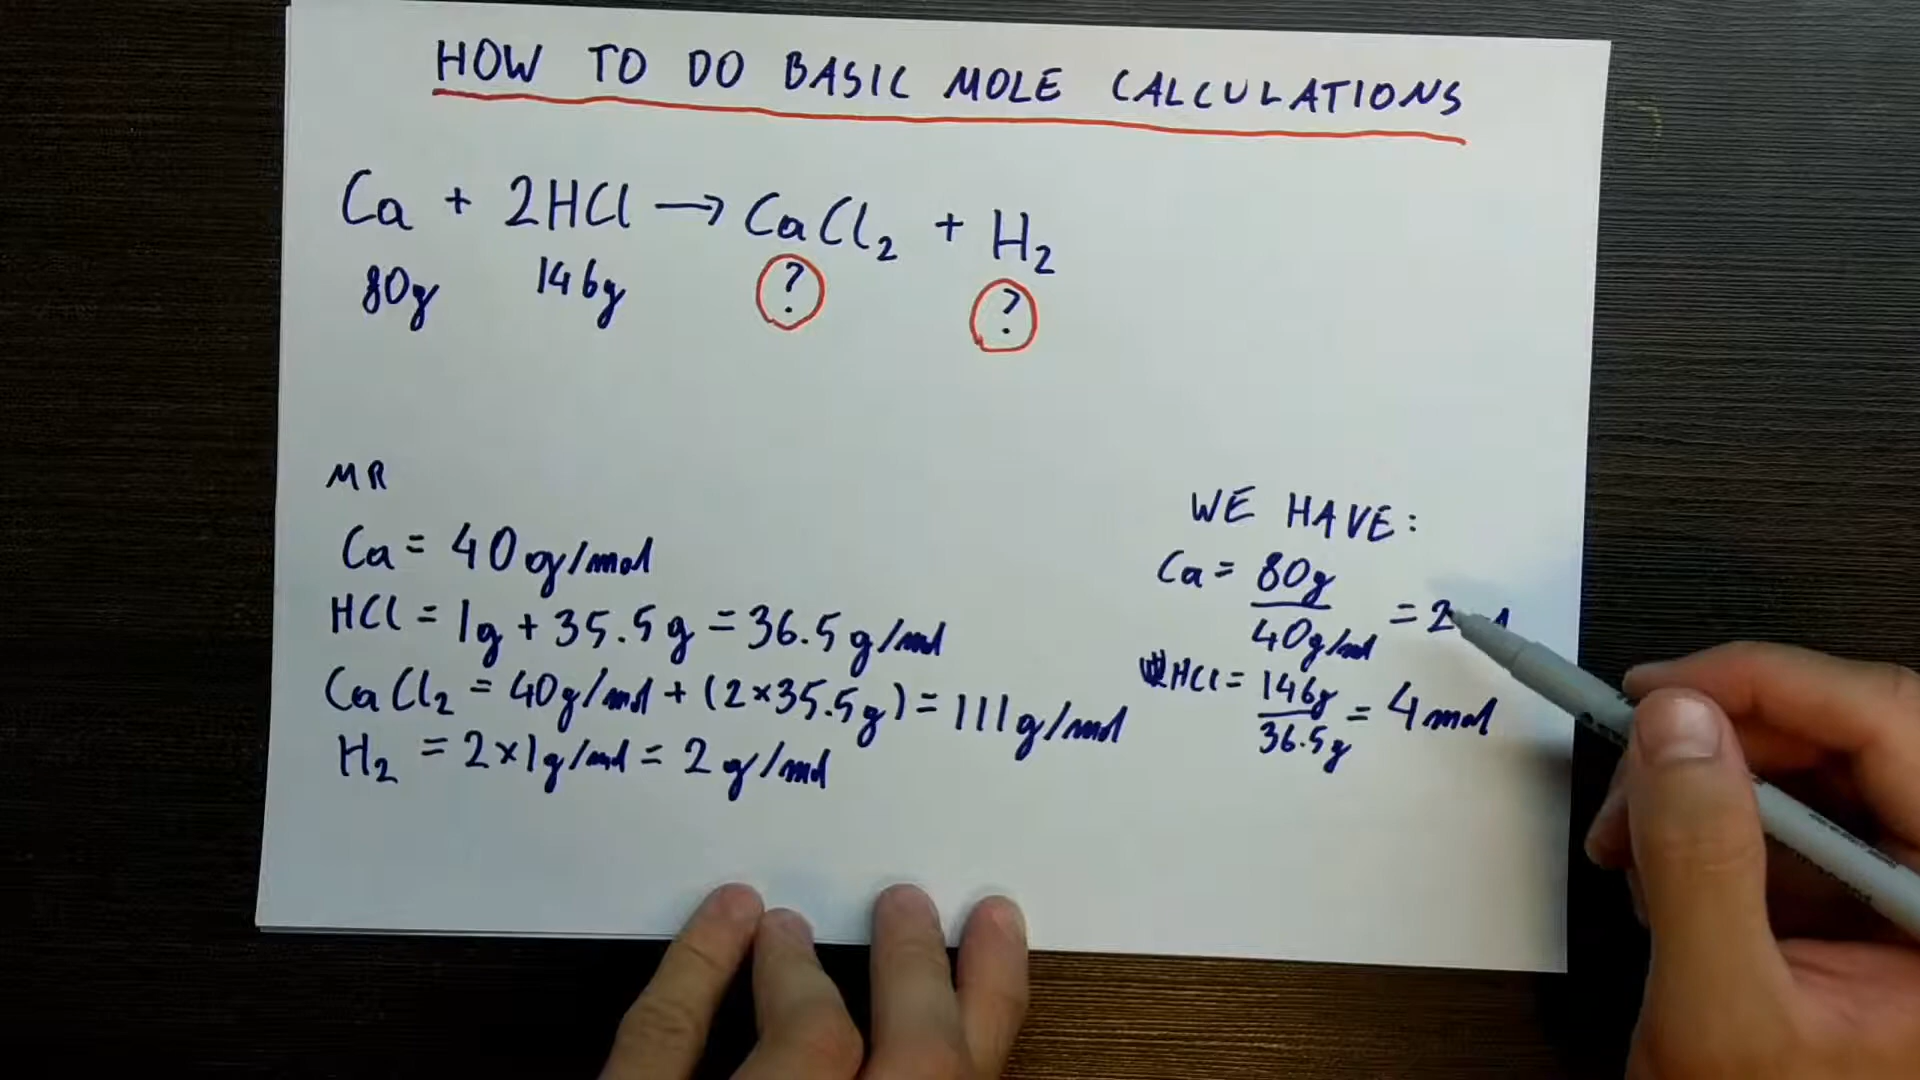 HOW TO DO BASIC MOLE CALCULATIONS
Ca + 2HCl → CaCl₂ + H₂
80g 146g ? ?
MR
Ca = 40g/mol
HCl = 1g + 35.5g = 36.5g/mol
CaCl₂ = 40g/mol + (2×35.5g) = 111g/mol
H₂ = 2×1g/mol = 2g/mol
WE HAVE:
Ca = 80g
40g/mol = 2
HCl = 146g
36.5g = 4mol